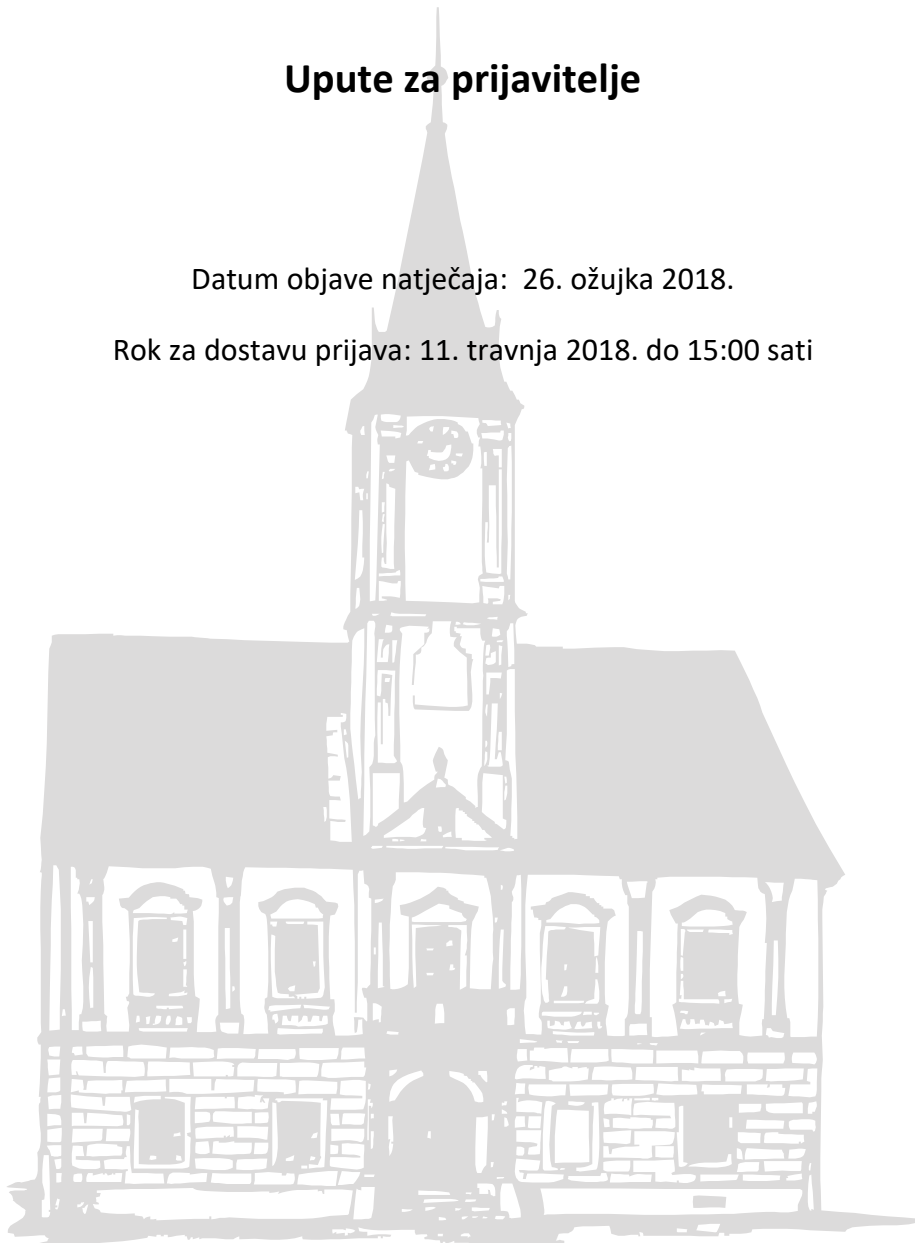 Upute za prijavitelje
Datum objave natječaja:  26. ožujka 2018.
Rok za dostavu prijava: 11. travnja 2018. do 15:00 sati